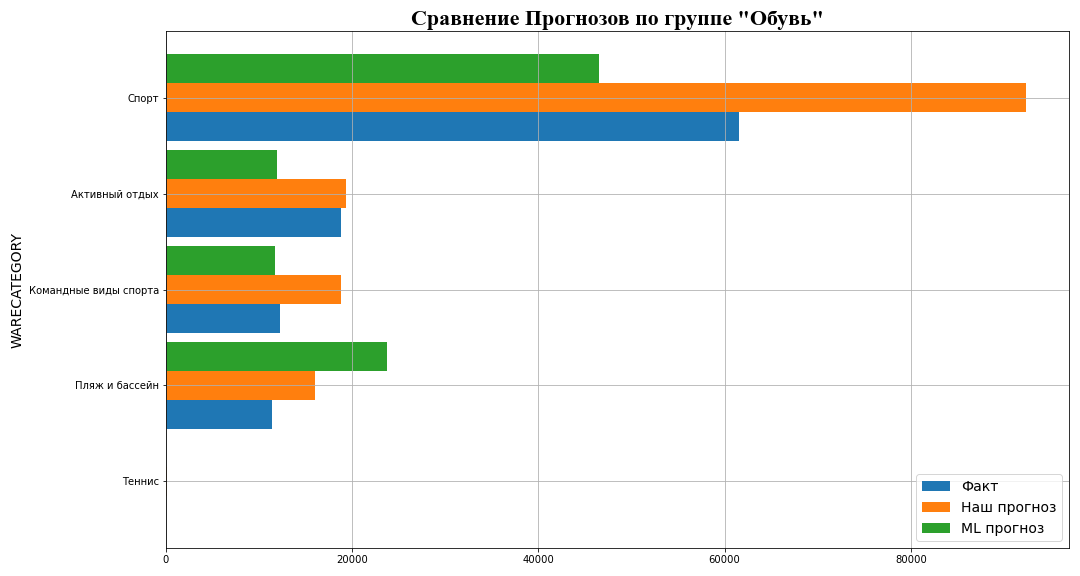 Сравнение Прогнозов по группе "Обувь"
WARECATEGORY
Спорт
Активный отдых
Командные виды спорта
Пляж и бассейн
Теннис
0 20000 40000 60000 80000
Факт
Наш прогноз
ML прогноз